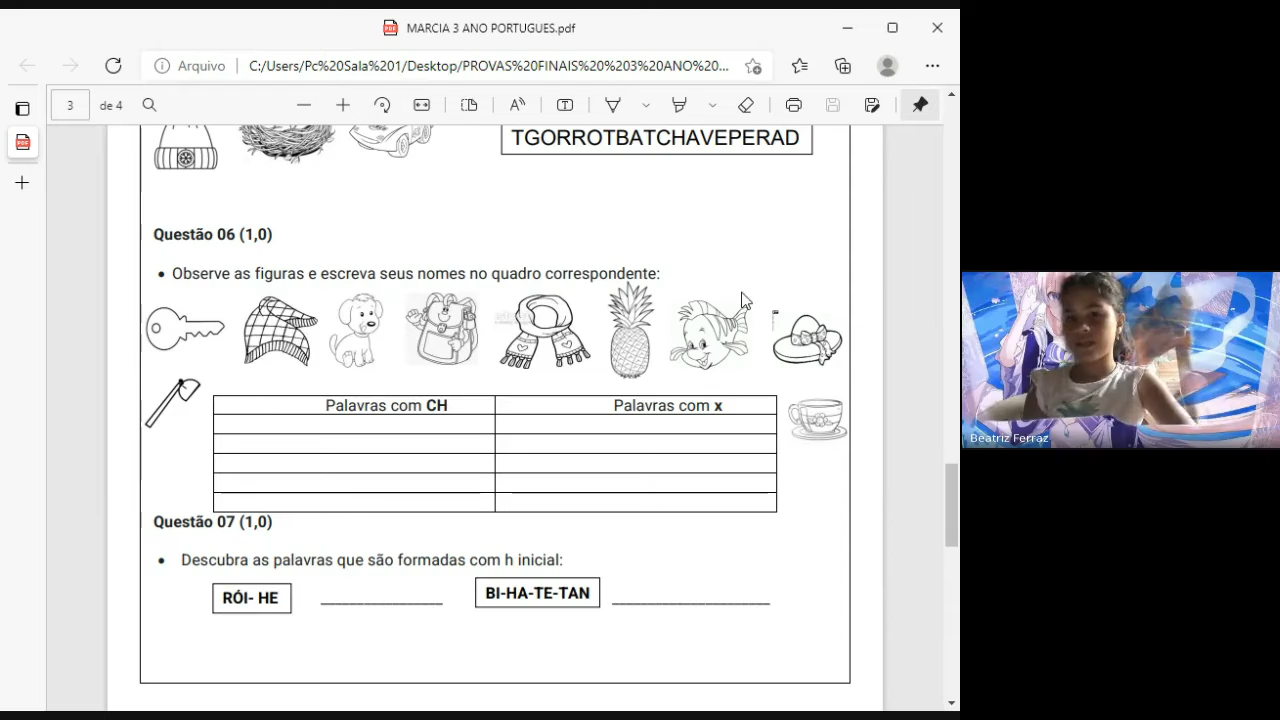 MARCIA 3 ANO PORTUGUES.pdf
Arquivo
C:/Users/Pc%20Sala%201/Desktop/PROVAS%20FINAIS%20%203%20ANO%20...
3
de 4
TGORROTBATCHAVEPERAD
Questão 06 (1,0)
• Observe as figuras e escreva seus nomes no quadro correspondente:
Palavras com CH
Palavras com x
Questão 07 (1,0)
• Descubra as palavras que são formadas com h inicial:
RÓI- HE _______________ BI-HA-TE-TAN ____________________
Beatriz Ferraz